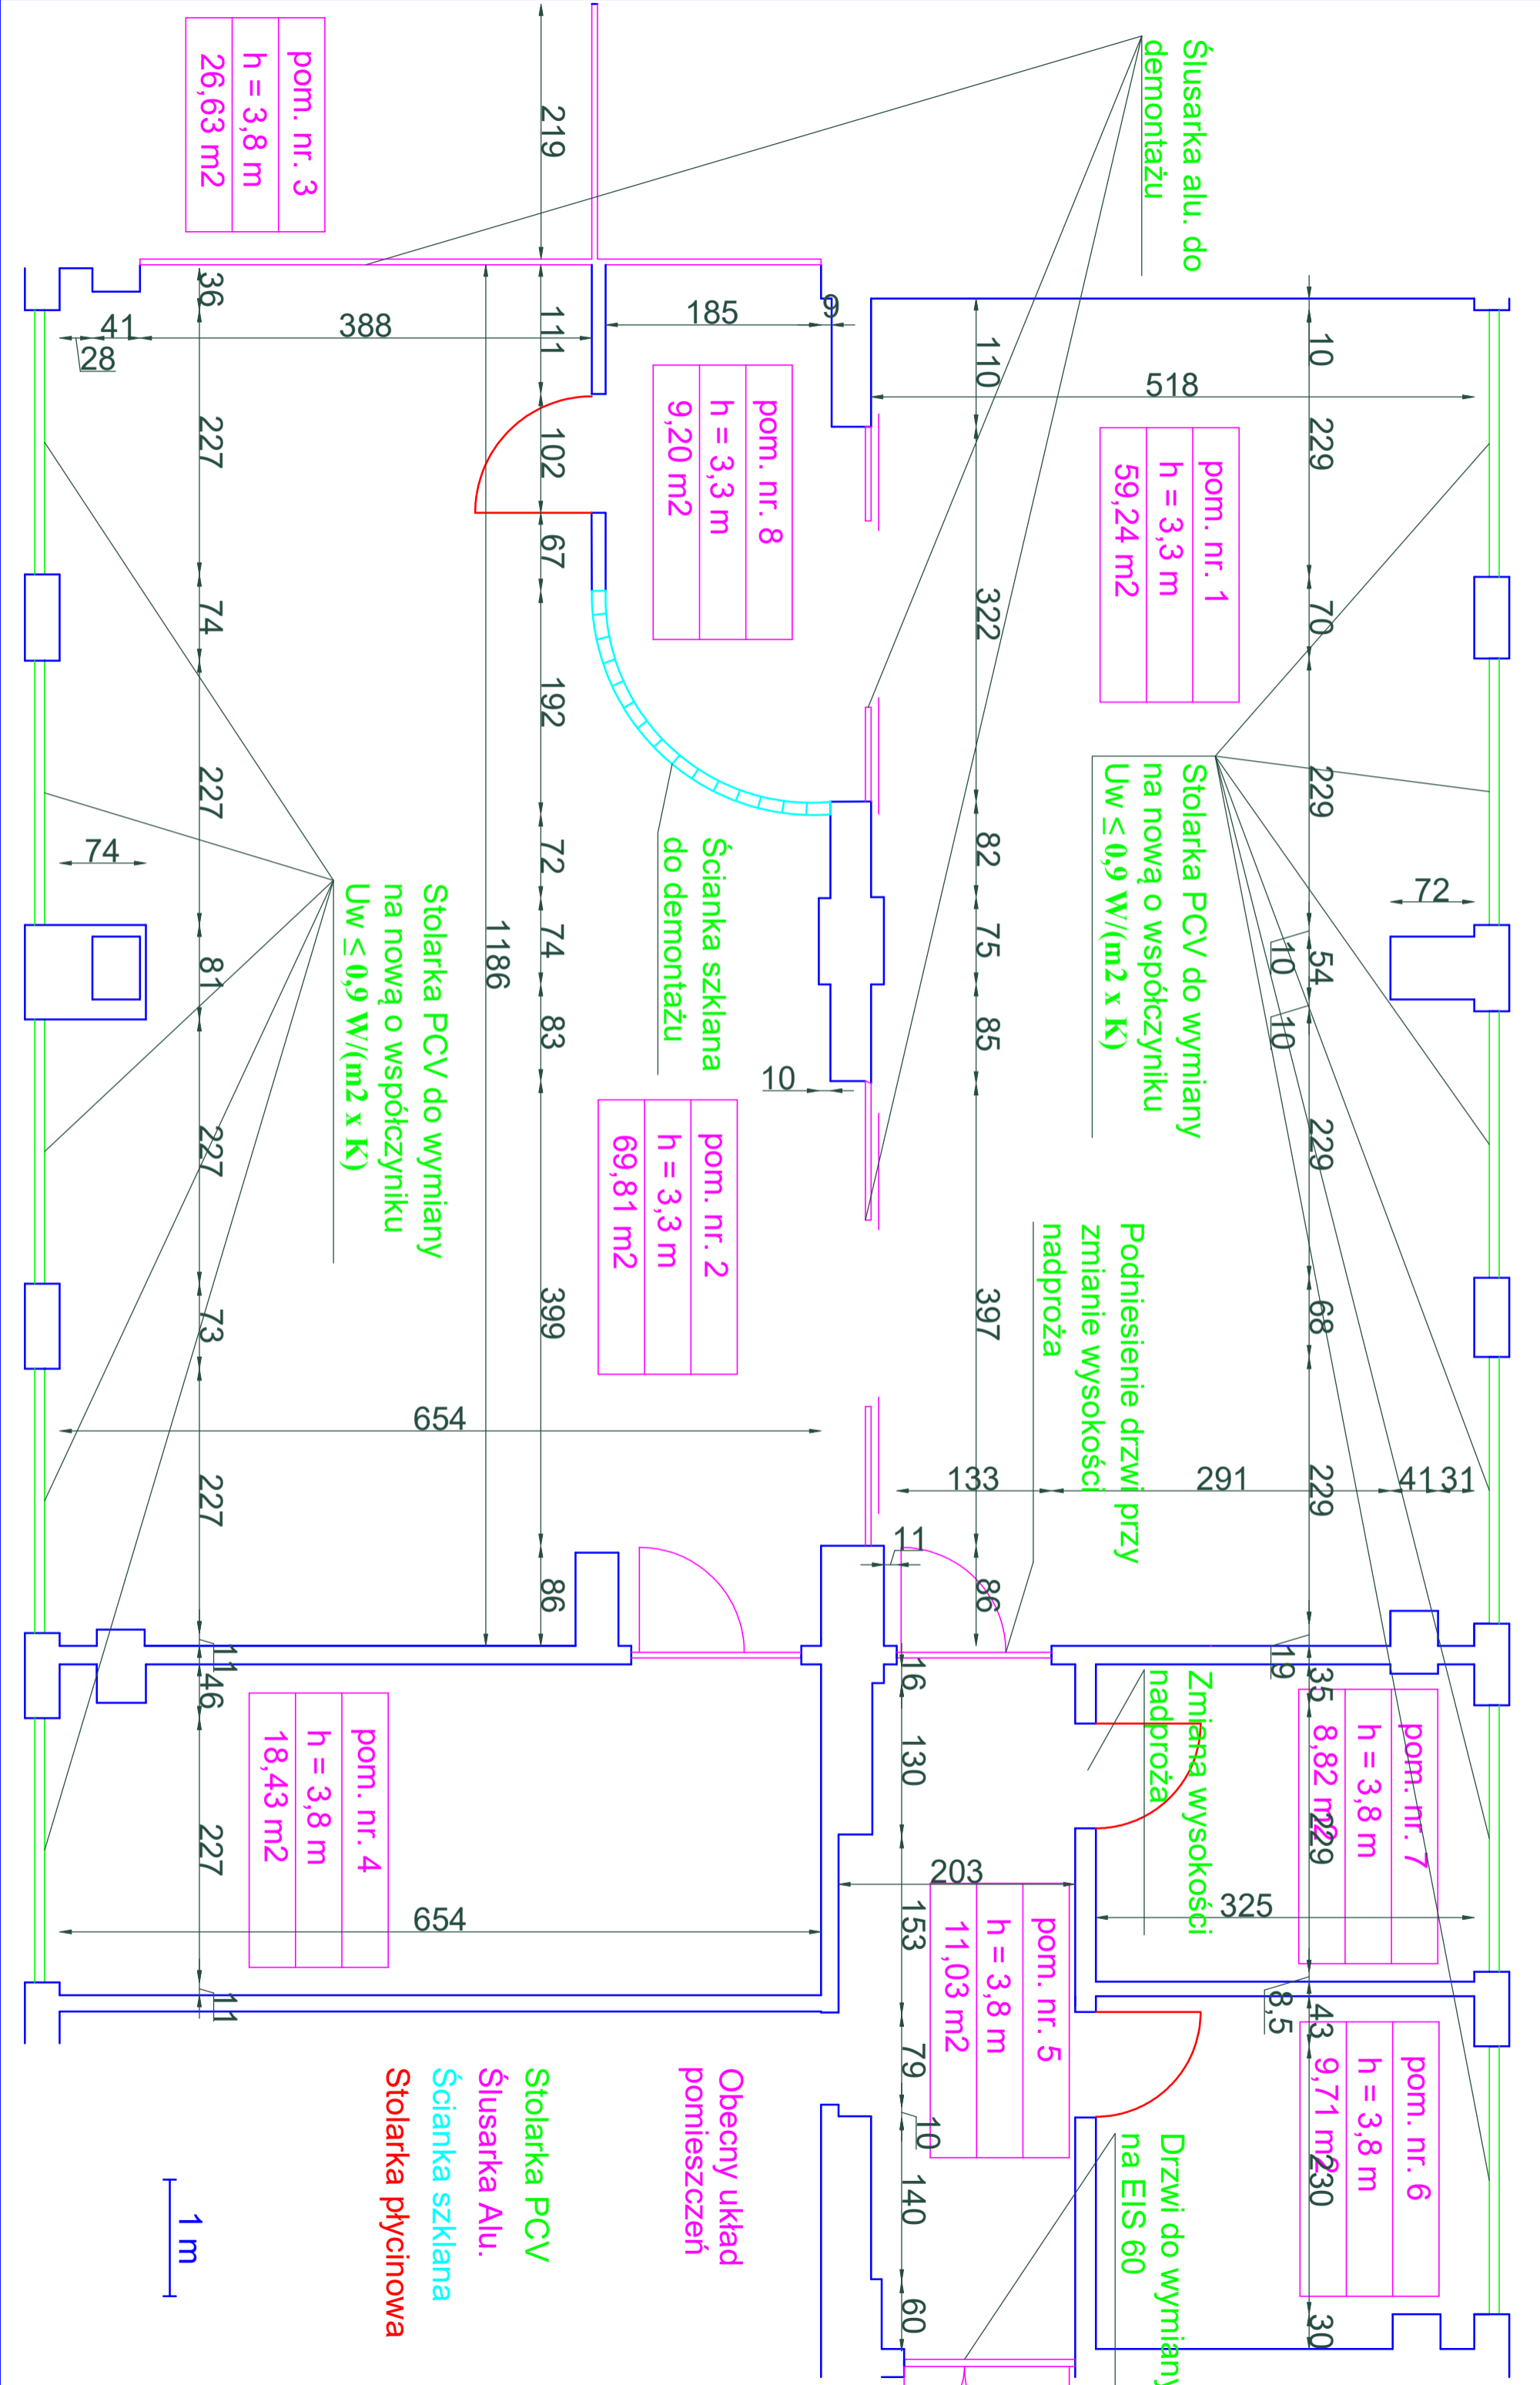 Ślusarka alu. do
demontażu
pom. nr. 3
h = 3,8 m
26,63 m2
219
36
41
28
388
111
185
9
110
518
10
227
102
67
pom. nr. 8
h = 3,3 m
9,20 m2
322
pom. nr. 1
h = 3,3 m
59,24 m2
229
70
74
192
227
74
72
Stolarka PCV do wymiany
na nową o współczyniku
Uw ≤ 0,9 W/(m2 x K)
229
82
72
Ścianka szklana
do demontażu
Stolarka PCV do wymiany
na nową o współczyniku
Uw ≤ 0,9 W/(m2 x K)
81
1186
74
83
75
85
10
54
10
10
pom. nr. 2
h = 3,3 m
69,81 m2
227
229
Podniesienie drzwi przy
zmianie wysokości
nadproża
73
399
397
68
654
133
291
41
31
227
229
11
86
86
11
46
16
19
35
Zmiana wysokości
nadproża
pom. nr. 4
h = 3,8 m
18,43 m2
pom. nr. 7
h = 3,8 m
8,82 m2
227
130
229
654
203
153
325
pom. nr. 5
h = 3,8 m
11,03 m2
11
8,5
43
79
10
pom. nr. 6
h = 3,8 m
9,71 m2
230
140
60
30
Drzwi do wymiany
na EIS 60
Obecny układ
pomieszczeń
Stolarka PCV
Ślusarka Alu.
Ścianka szklana
Stolarka płycinowa
1 m